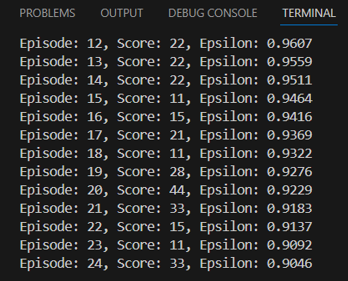 PROBLEMS OUTPUT DEBUG CONSOLE TERMINAL
Episode: 12, Score: 22, Epsilon: 0.9607
Episode: 13, Score: 22, Epsilon: 0.9559
Episode: 14, Score: 22, Epsilon: 0.9511
Episode: 15, Score: 11, Epsilon: 0.9464
Episode: 16, Score: 15, Epsilon: 0.9416
Episode: 17, Score: 21, Epsilon: 0.9369
Episode: 18, Score: 11, Epsilon: 0.9322
Episode: 19, Score: 28, Epsilon: 0.9276
Episode: 20, Score: 44, Epsilon: 0.9229
Episode: 21, Score: 33, Epsilon: 0.9183
Episode: 22, Score: 15, Epsilon: 0.9137
Episode: 23, Score: 11, Epsilon: 0.9092
Episode: 24, Score: 33, Epsilon: 0.9046